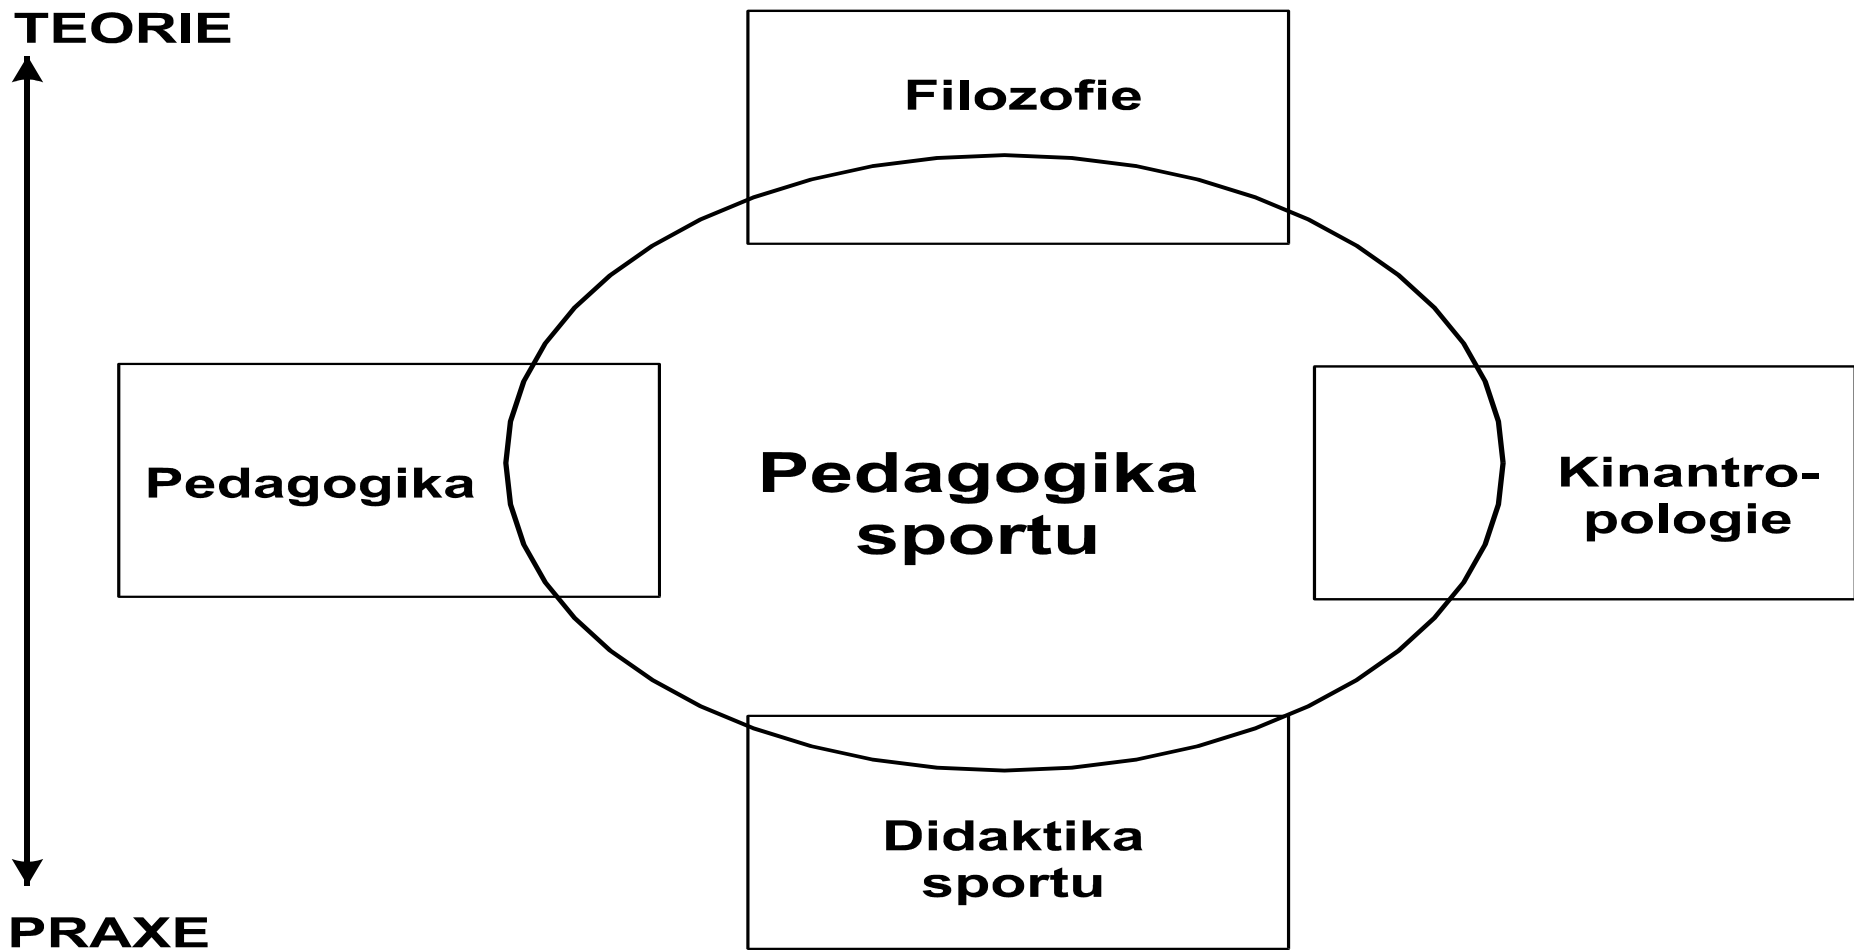 TEORIE
Filozofie
Pedagogika
Pedagogika
sportu
Kinantro-
pologie
Didaktika
sportu
PRAXE